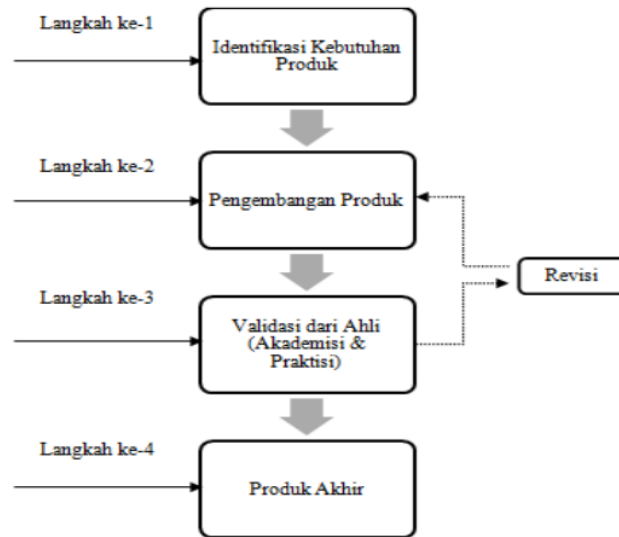 Langkah ke-1
Identifikasi Kebutuhan
Produk
Langkah ke-2
Pengembangan Produk
Revisi
Langkah ke-3
Validasi dari Ahli
(Akademisi &
Praktisi)
Langkah ke-4
Produk Akhir